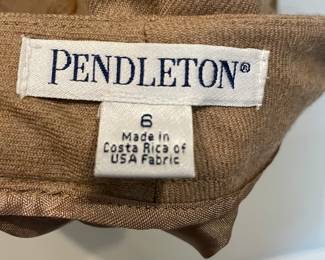 PENDLETON®
6
Made in
Costa Rica of
USA Fabric